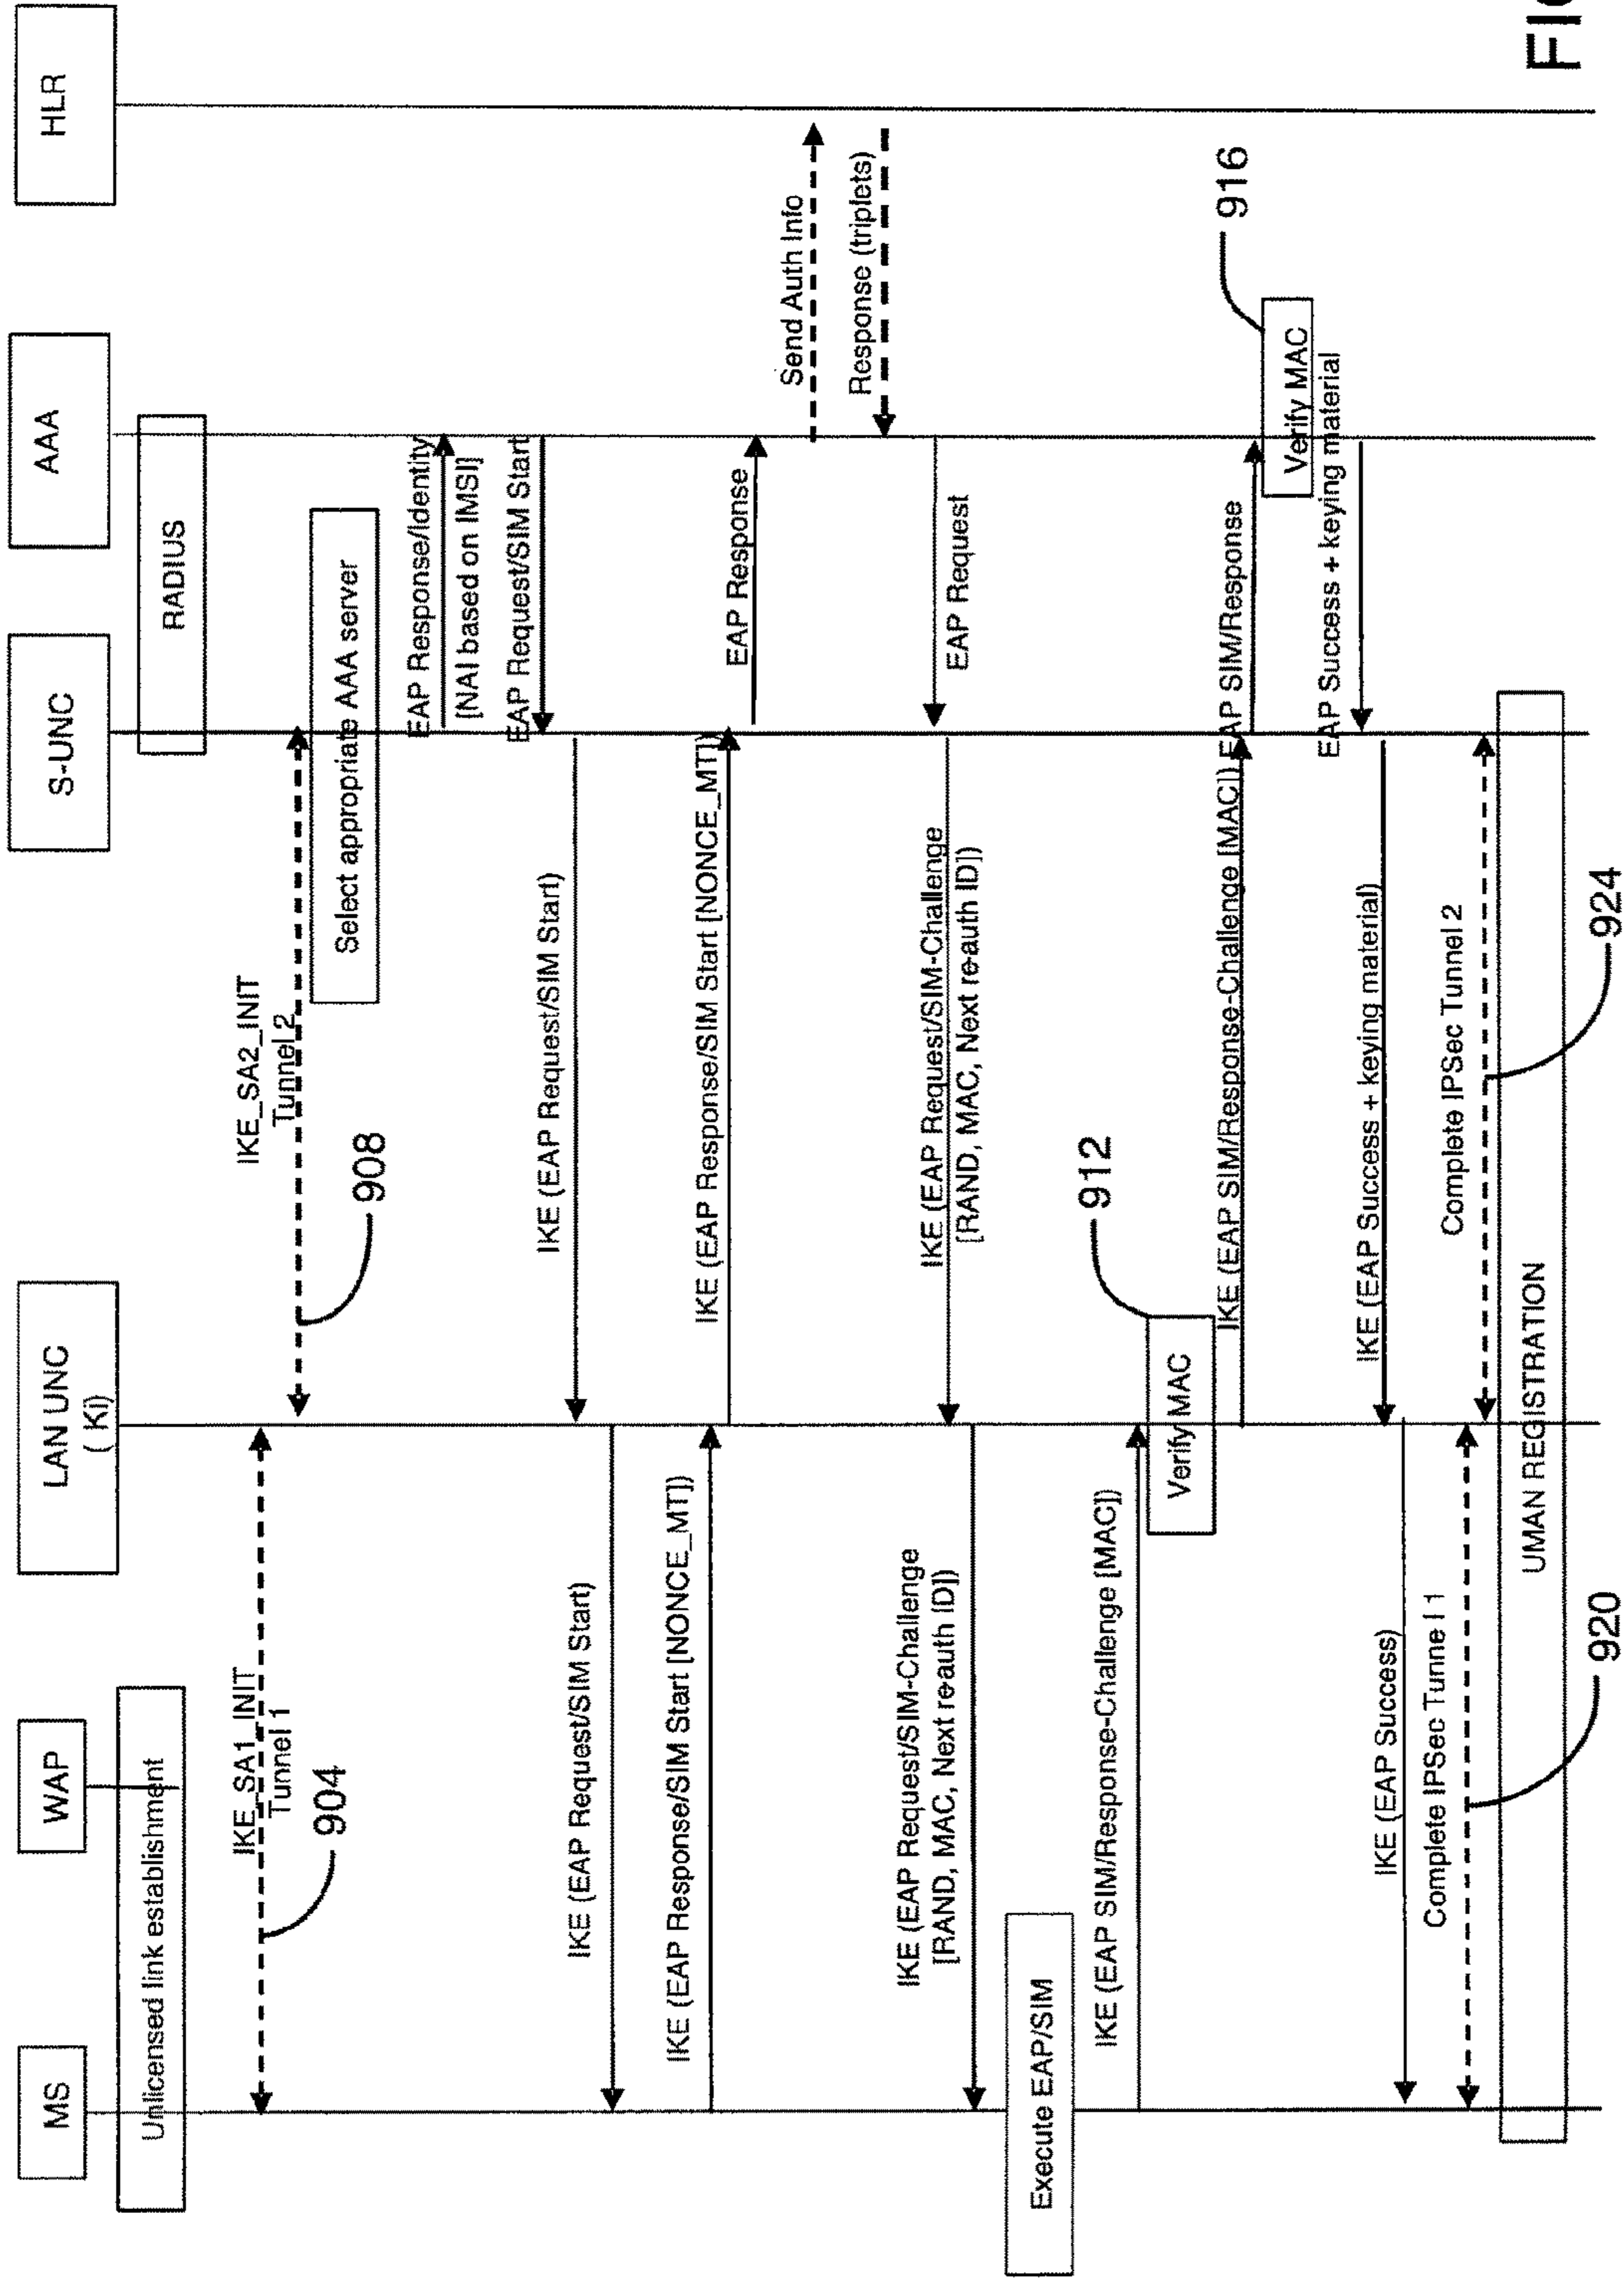 MS
WAP
LAN UNC
( Ki)
S-UNC
AAA
HLR
Unlicensed link establishment
RADIUS
IKE_SA1_INIT
Tunnel 1
904
IKE_SA2_INIT
Tunnel 2
908
Select appropriate AAA server
EAP Response/Identity
[NAI based on IMSI]
EAP Request/SIM Start
IKE (EAP Request/SIM Start)
IKE (EAP Request/SIM Start)
IKE (EAP Response/SIM Start [NONCE_MT])
IKE (EAP Response/SIM Start [NONCE_MT])
EAP Response
Send Auth Info
Response (triplets)
EAP Request
IKE (EAP Request/SIM-Challenge
[RAND, MAC, Next re-auth ID])
IKE (EAP Request/SIM-Challenge
[RAND, MAC, Next re-auth ID])
Execute EAP/SIM
IKE (EAP SIM/Response-Challenge [MAC])
Verify MAC
912
IKE (EAP SIM/Response-Challenge [MAC])
EAP SIM/Response
Verify MAC
916
EAP Success + keying material
IKE (EAP Success + keying material)
IKE (EAP Success)
Complete IPSec Tunnel 1
920
Complete IPSec Tunnel 2
924
UMAN REGISTRATION